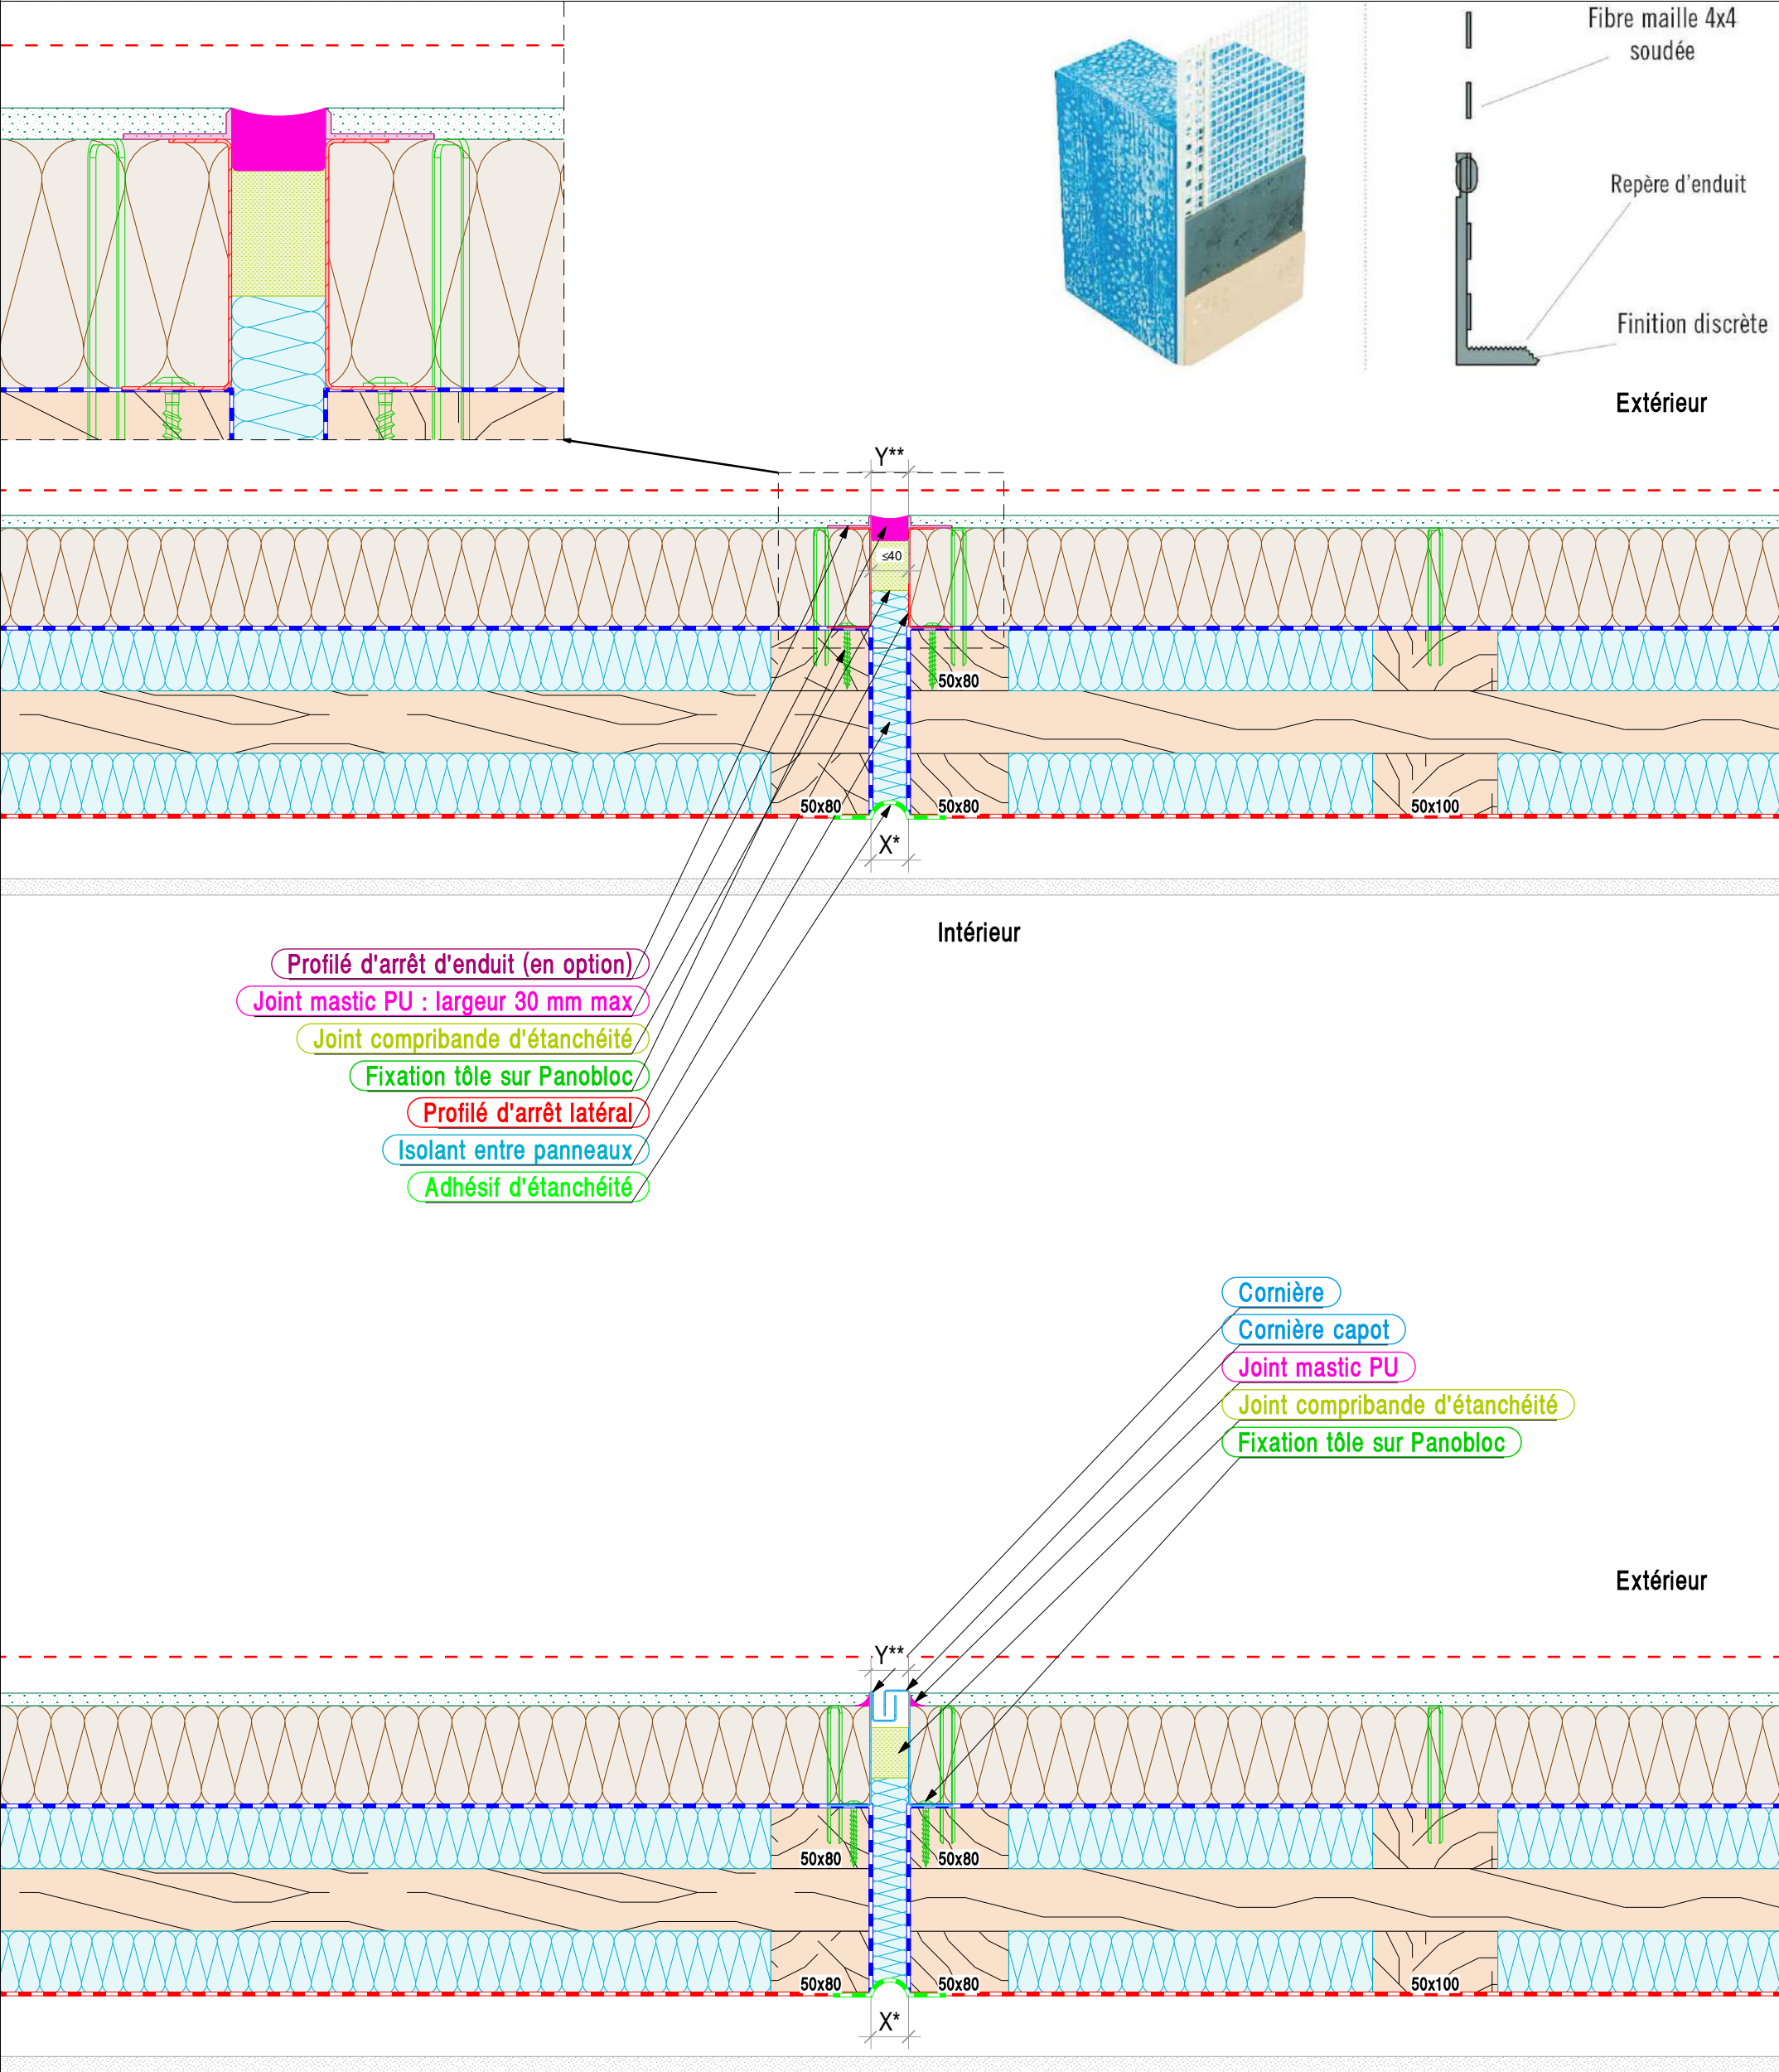 Fibre maille 4x4
soudée
Repère d'enduit
Finition discrète
Extérieur
Y**
≤40
50x80
50x80
50x80
50x100
X*
Intérieur
Profilé d'arrêt d'enduit (en option)
Joint mastic PU : largeur 30 mm max
Joint compribande d'étanchéité
Fixation tôle sur Panobloc
Profilé d'arrêt latéral
Isolant entre panneaux
Adhésif d'étanchéité
Cornière
Cornière capot
Joint mastic PU
Joint compribande d'étanchéité
Fixation tôle sur Panobloc
Extérieur
Y**
50x80
50x80
50x80
50x80
50x100
X*